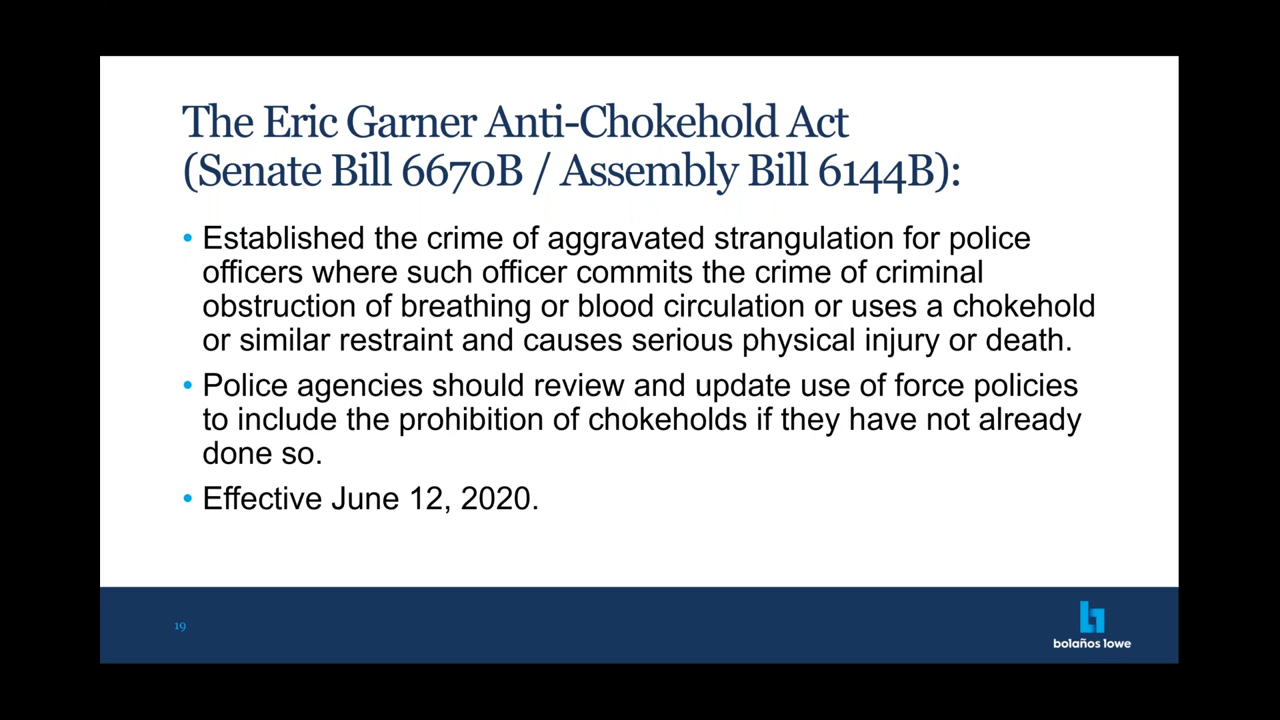 The Eric Garner Anti-Chokehold Act
(Senate Bill 6670B / Assembly Bill 6144B):
• Established the crime of aggravated strangulation for police
officers where such officer commits the crime of criminal
obstruction of breathing or blood circulation or uses a chokehold
or similar restraint and causes serious physical injury or death.
• Police agencies should review and update use of force policies
to include the prohibition of chokeholds if they have not already
done so.
• Effective June 12, 2020.
19
bolaños lowe